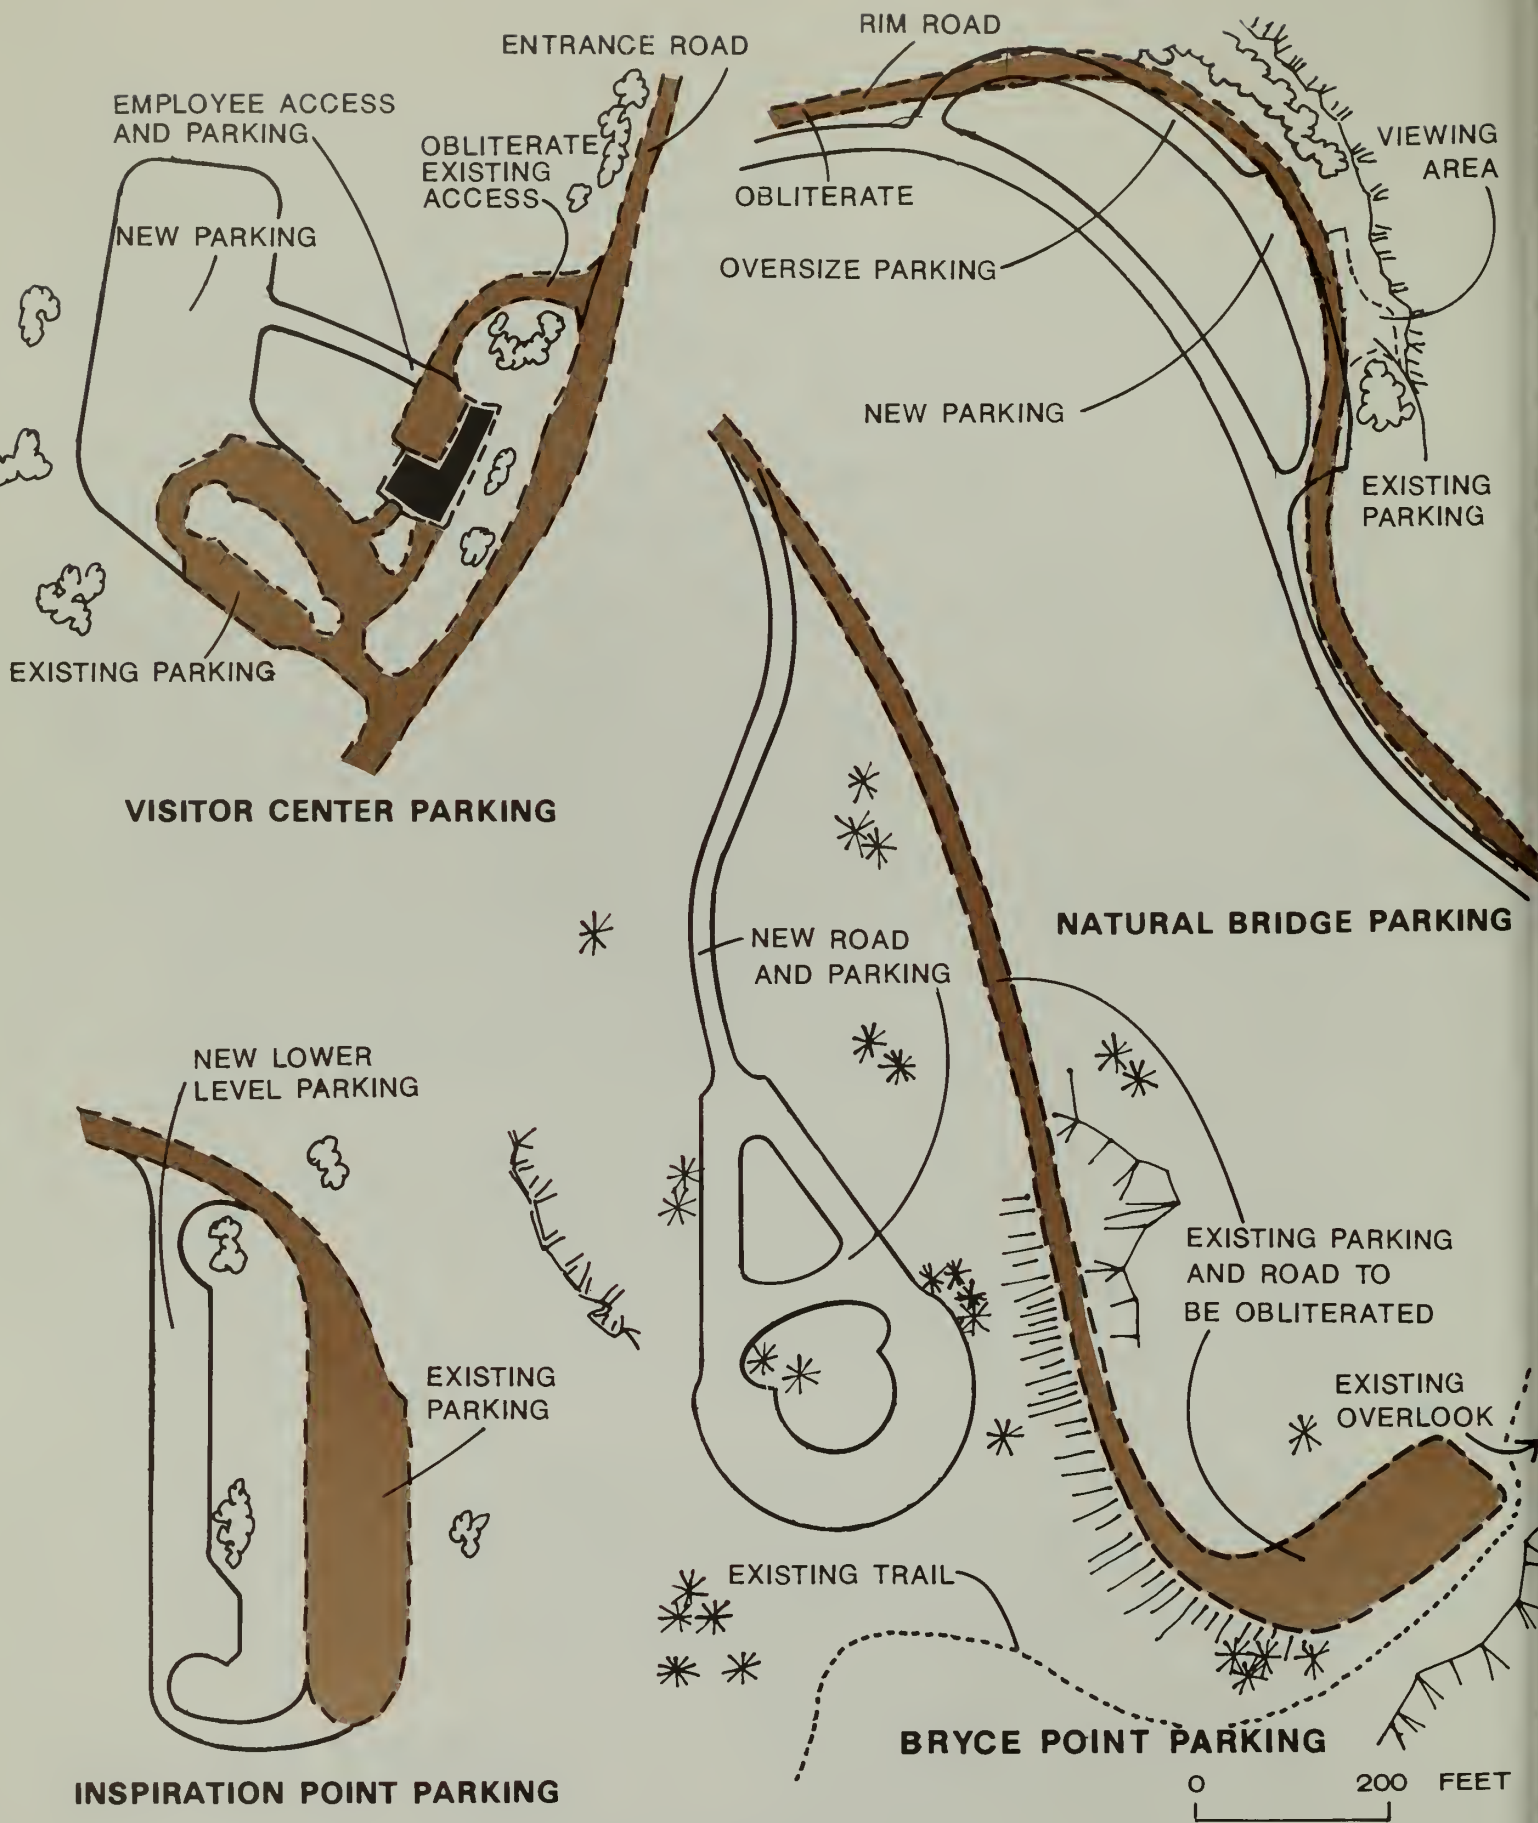 ENTRANCE ROAD
EMPLOYEE ACCESS
AND PARKING
OBLITERATE
EXISTING
ACCESS
NEW PARKING
EXISTING PARKING
VISITOR CENTER PARKING
RIM ROAD
VIEWING
AREA
OBLITERATE
OVERSIZE PARKING
NEW PARKING
EXISTING
PARKING
NATURAL BRIDGE PARKING
NEW LOWER
LEVEL PARKING
EXISTING
PARKING
INSPIRATION POINT PARKING
NEW ROAD
AND PARKING
EXISTING PARKING
AND ROAD TO
BE OBLITERATED
EXISTING
OVERLOOK
EXISTING TRAIL
BRYCE POINT PARKING
0 200 FEET